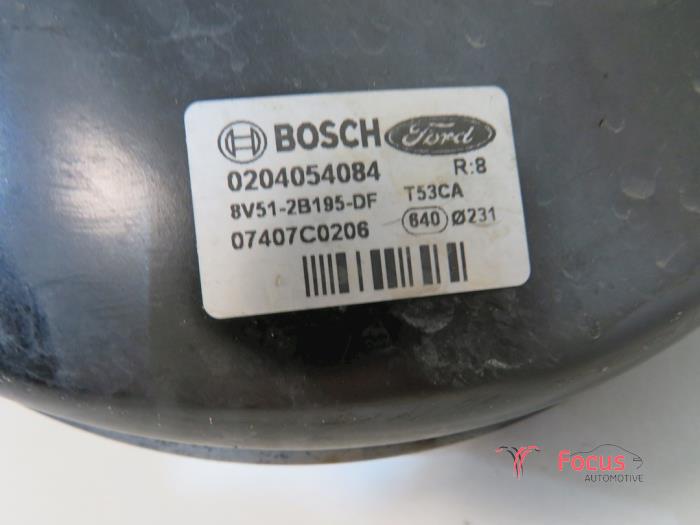 BOSCH Ford
0204054084 R:8
8V51-2B195-DF T53CA
07407C0206 640 Ø231
Focus
AUTOMOTIVE